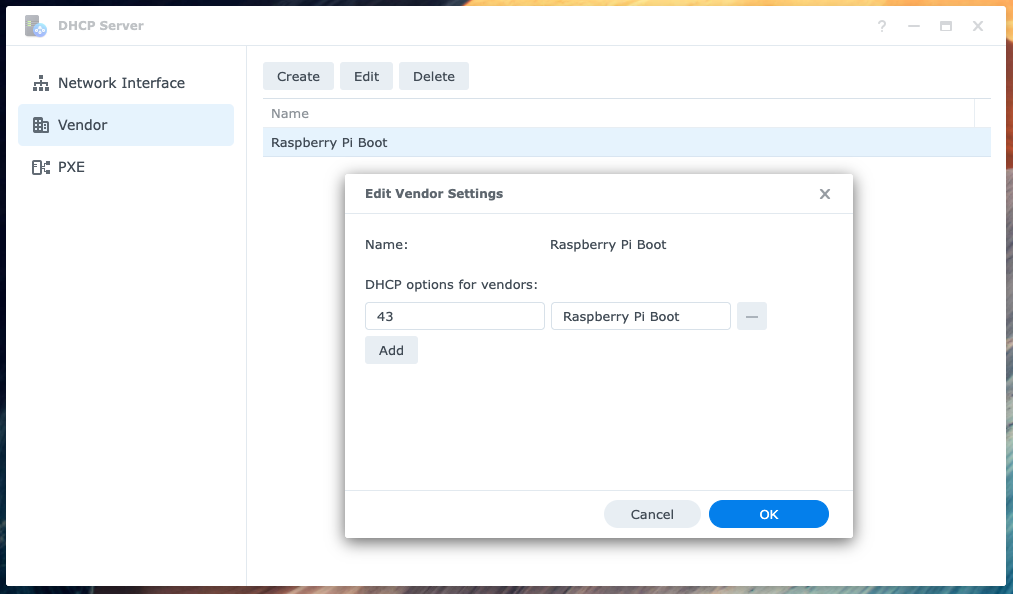 DHCP Server
?
Network Interface
Vendor
PXE
Create Edit Delete
Name
Raspberry Pi Boot
Edit Vendor Settings
Name: Raspberry Pi Boot
DHCP options for vendors:
43 Raspberry Pi Boot
Add
Cancel OK